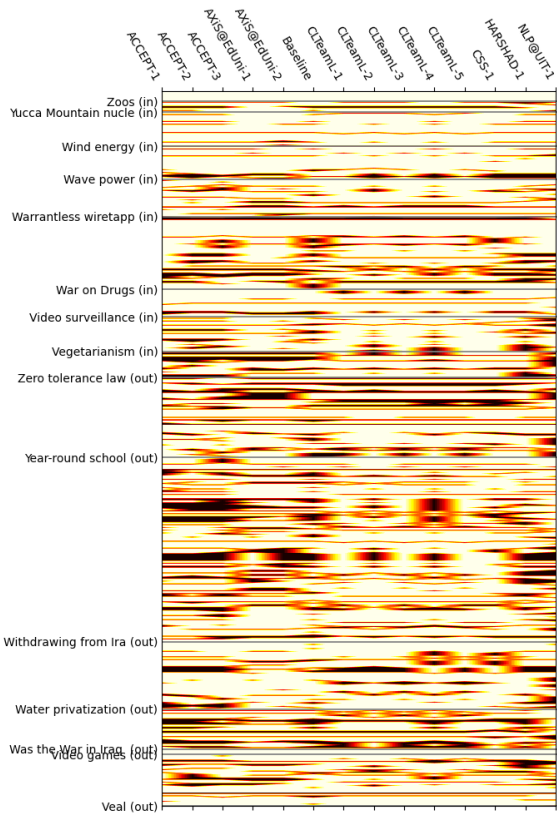 ACCEPT-1
ACCEPT-2
ACCEPT-3
AXiS@EdUni-1
AXiS@EdUni-2
Baseline
CLTeamL-1
CLTeamL-2
CLTeamL-3
CLTeamL-4
CLTeamL-5
CSS-1
HARSHAD-1
NLP@UIT-1
Zoos (in)
Yucca Mountain nucle (in)
Wind energy (in)
Wave power (in)
Warrantless wiretapp (in)
War on Drugs (in)
Video surveillance (in)
Vegetarianism (in)
Zero tolerance law (out)
Year-round school (out)
Withdrawing from Ira (out)
Water privatization (out)
Was the War in Iraq  (out)
Video games (out)
Veal (out)